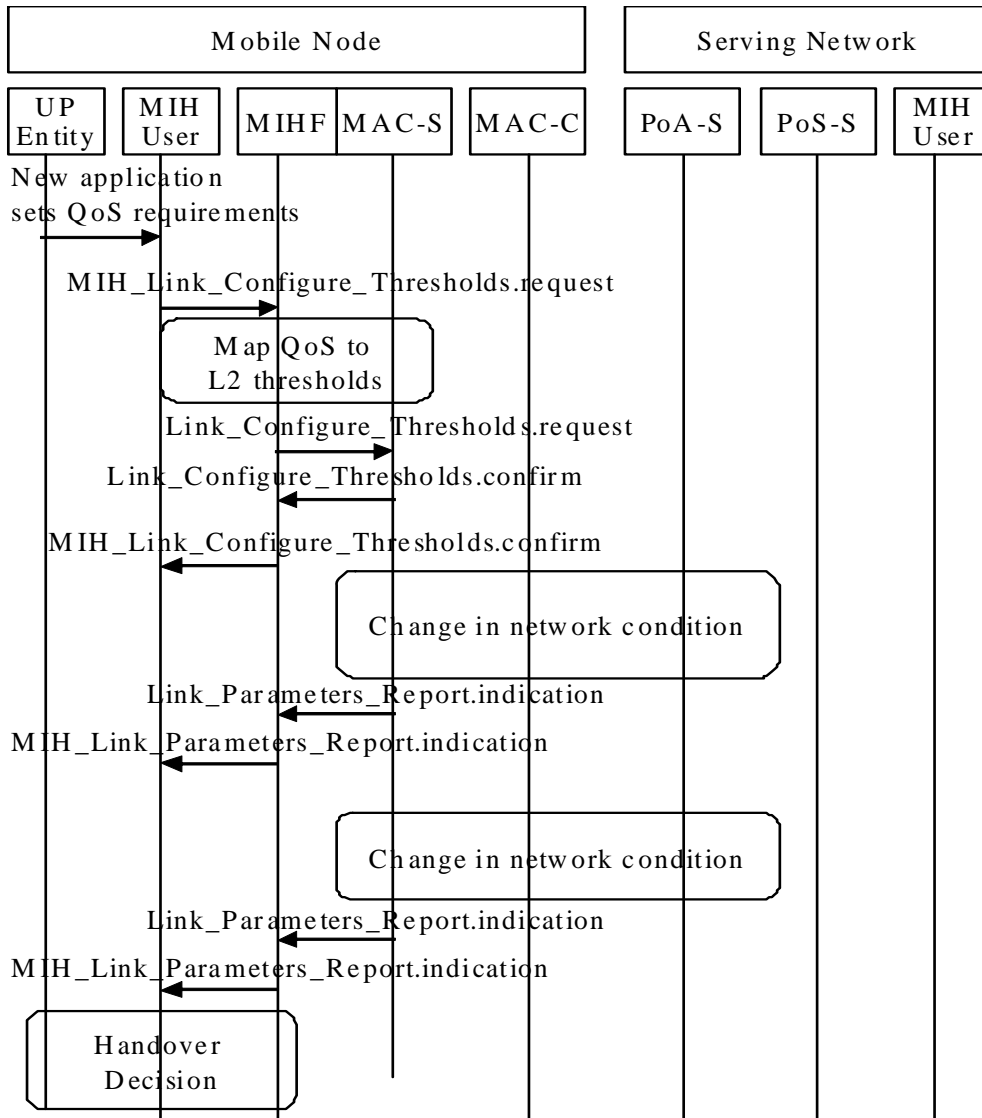 Mobile Node
Serving Network
UP
Entity
MIH
User
MIHF
MAC-S
MAC-C
PoA-S
PoS-S
MIH
User
New application
sets QoS requirements
MIH_Link_Configure_Thresholds.request
Map QoS to
L2 thresholds
Link_Configure_Thresholds.request
Link_Configure_Thresholds.confirm
MIH_Link_Configure_Thresholds.confirm
Change in network condition
Link_Parameters_Report.indication
MIH_Link_Parameters_Report.indication
Change in network condition
Link_Parameters_Report.indication
MIH_Link_Parameters_Report.indication
Handover
Decision